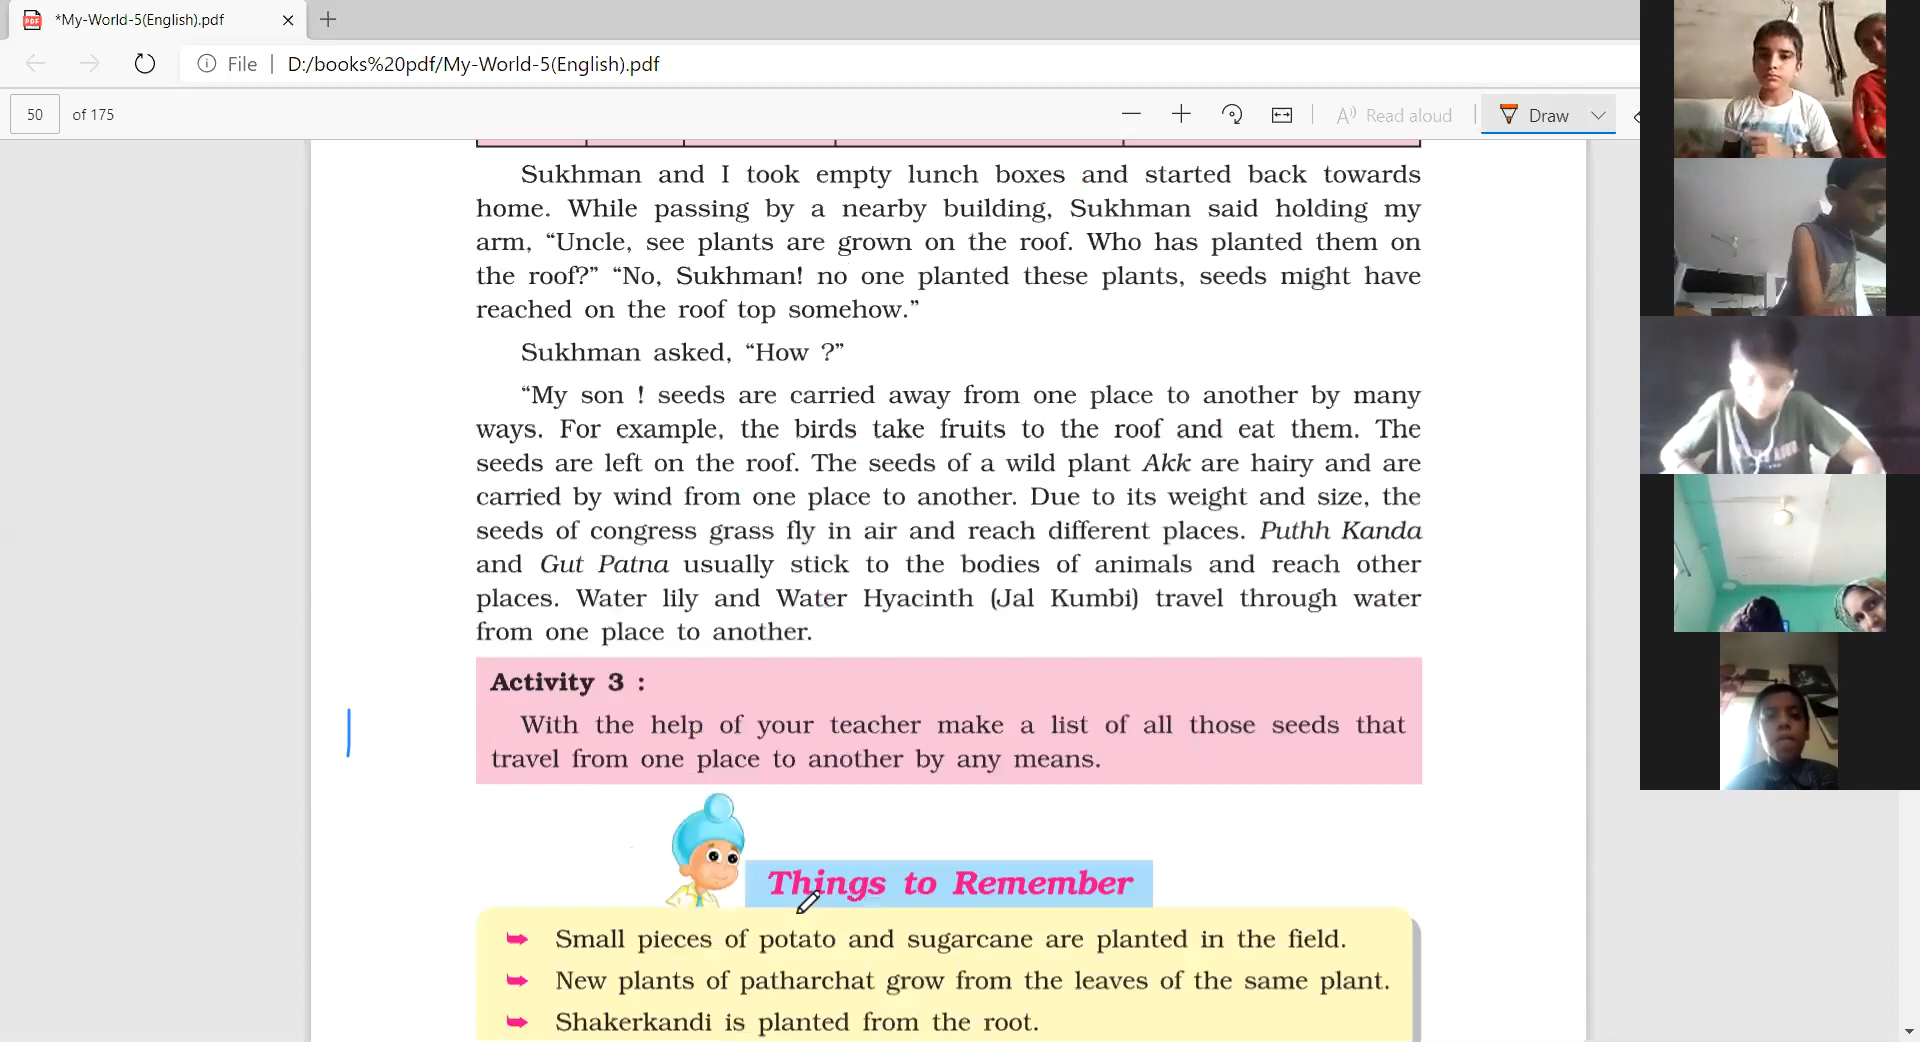 *My-World-5(English).pdf
File | D:/books%20pdf/My-World-5(English).pdf
50 of 175
Read aloud
Draw
Sukhman and I took empty lunch boxes and started back towards
home. While passing by a nearby building, Sukhman said holding my
arm, “Uncle, see plants are grown on the roof. Who has planted them on
the roof?” “No, Sukhman! no one planted these plants, seeds might have
reached on the roof top somehow.”
Sukhman asked, “How ?”
“My son ! seeds are carried away from one place to another by many
ways. For example, the birds take fruits to the roof and eat them. The
seeds are left on the roof. The seeds of a wild plant Akk are hairy and are
carried by wind from one place to another. Due to its weight and size, the
seeds of congress grass fly in air and reach different places. Puthh Kanda
and Gut Patna usually stick to the bodies of animals and reach other
places. Water lily and Water Hyacinth (Jal Kumbi) travel through water
from one place to another.
Activity 3 :
With the help of your teacher make a list of all those seeds that
travel from one place to another by any means.
Things to Remember
Small pieces of potato and sugarcane are planted in the field.
New plants of patharchat grow from the leaves of the same plant.
Shakerkandi is planted from the root.